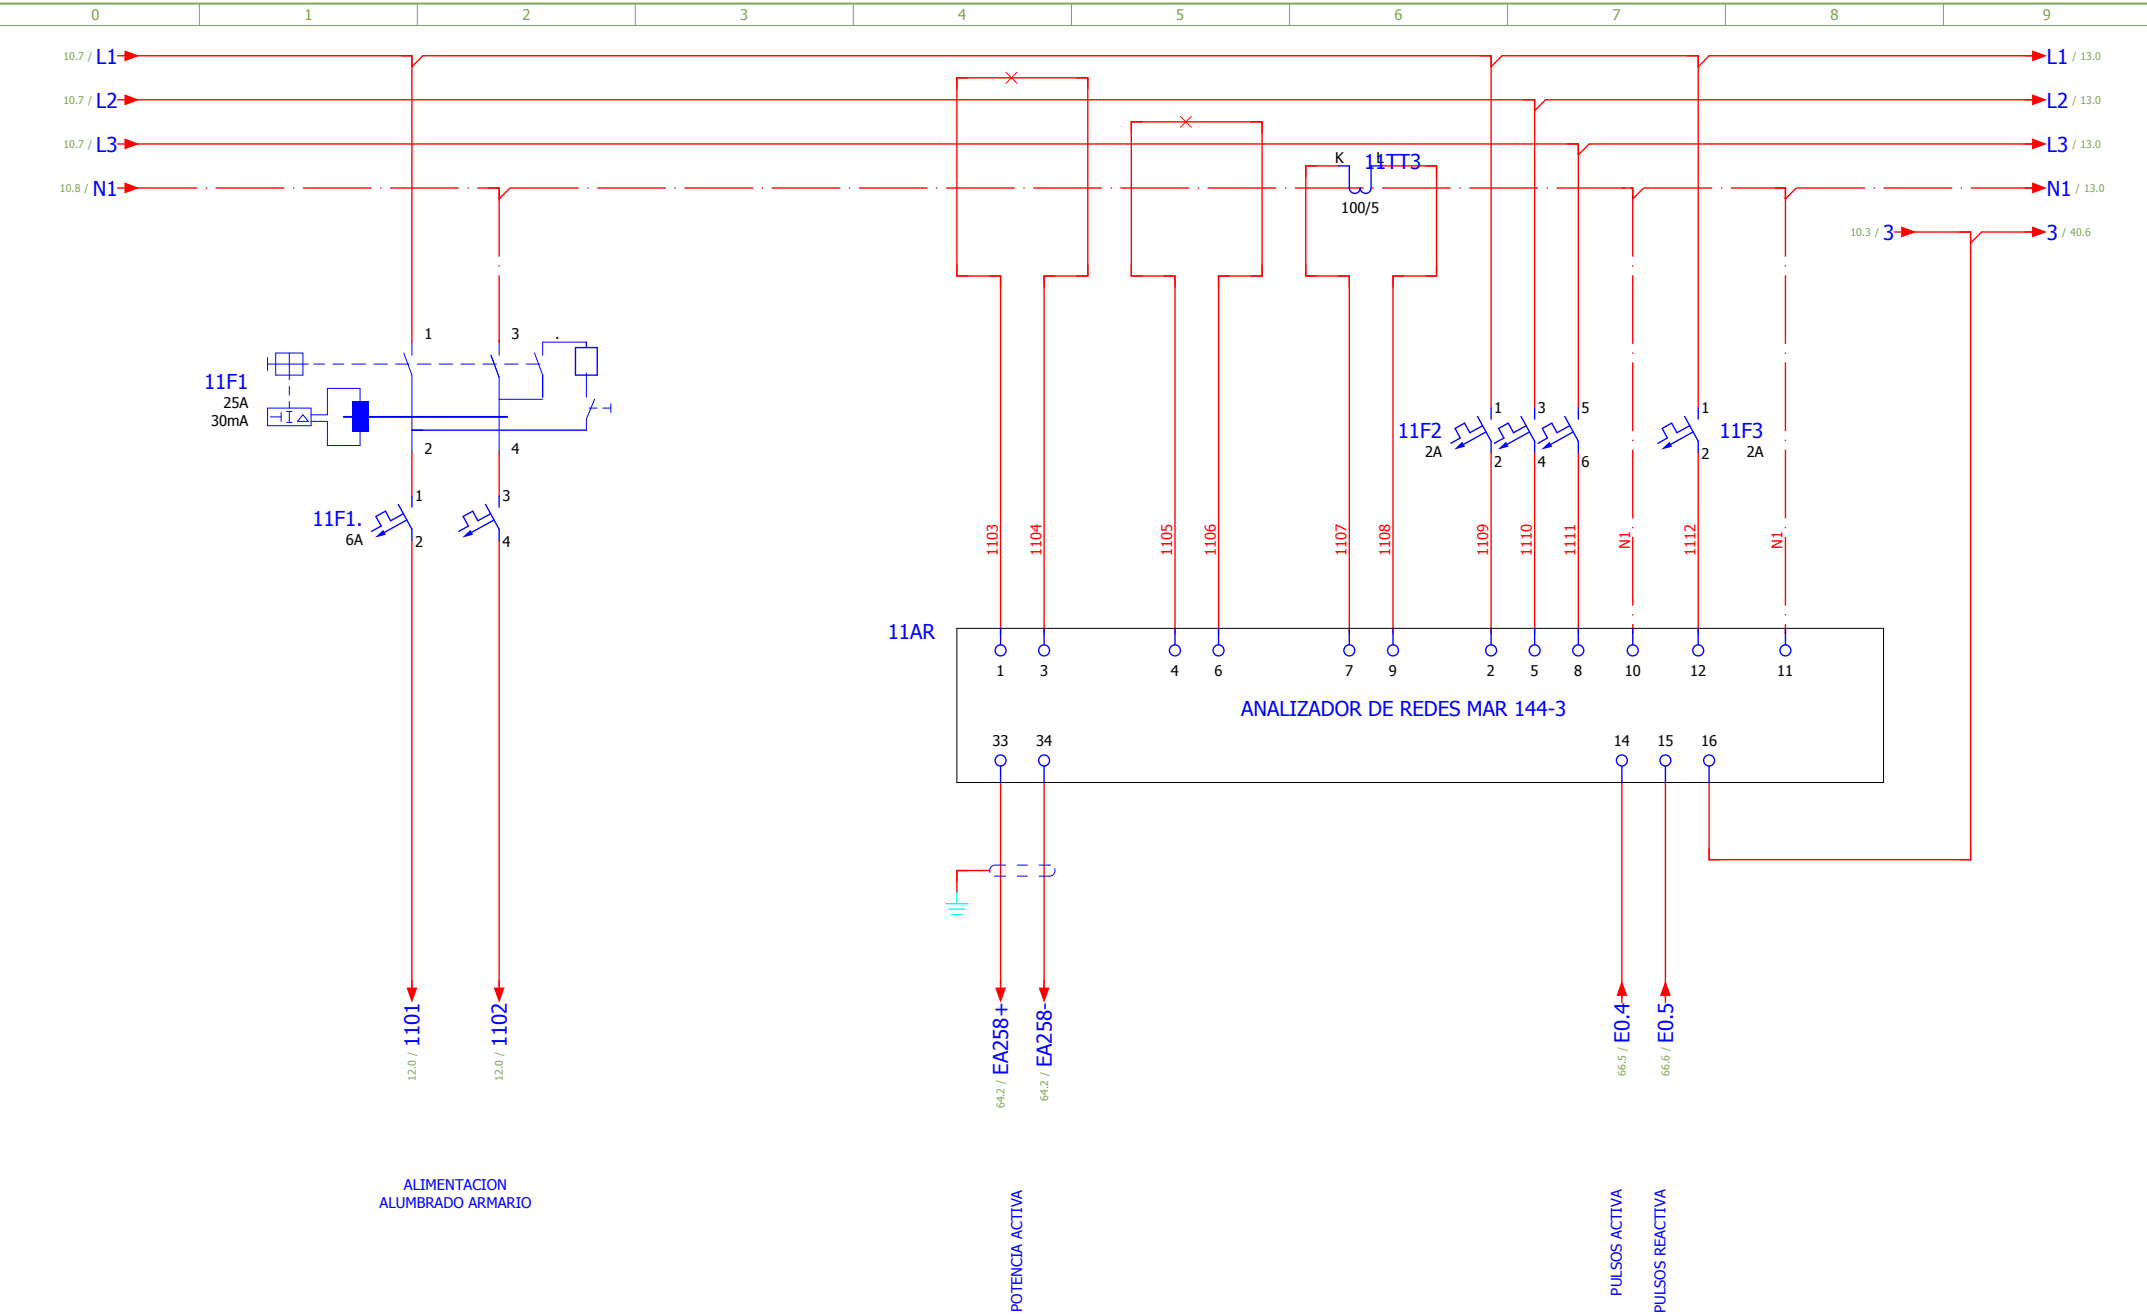 0 1 2 3 4 5 6 7 8 9
10.7 / L1
L1 / 13.0
10.7 / L2
L2 / 13.0
10.7 / L3
L3 / 13.0
K L
11TT3
10.8 / N1
N1 / 13.0
100/5
10.3 / 3
3 / 40.6
1 3 .
11F1
25A
30mA
2 4
1 3 5 1
11F2
2A
11F3
2A
2 4 6 2
1 3
11F1.
6A
2 4
1103
1104
1105
1106
1107
1108
1109
1110
1111
N1
1112
N1
11AR
1 3 4 6 7 9 2 5 8 10 12 11
ANALIZADOR DE REDES MAR 144-3
33 34 14 15 16
12.0 / 1101
12.0 / 1102
64.2 / EA258+
64.2 / EA258-
66.5 / E0.4
66.6 / E0.5
ALIMENTACION
ALUMBRADO ARMARIO
POTENCIA ACTIVA
PULSOS ACTIVA
PULSOS REACTIVA